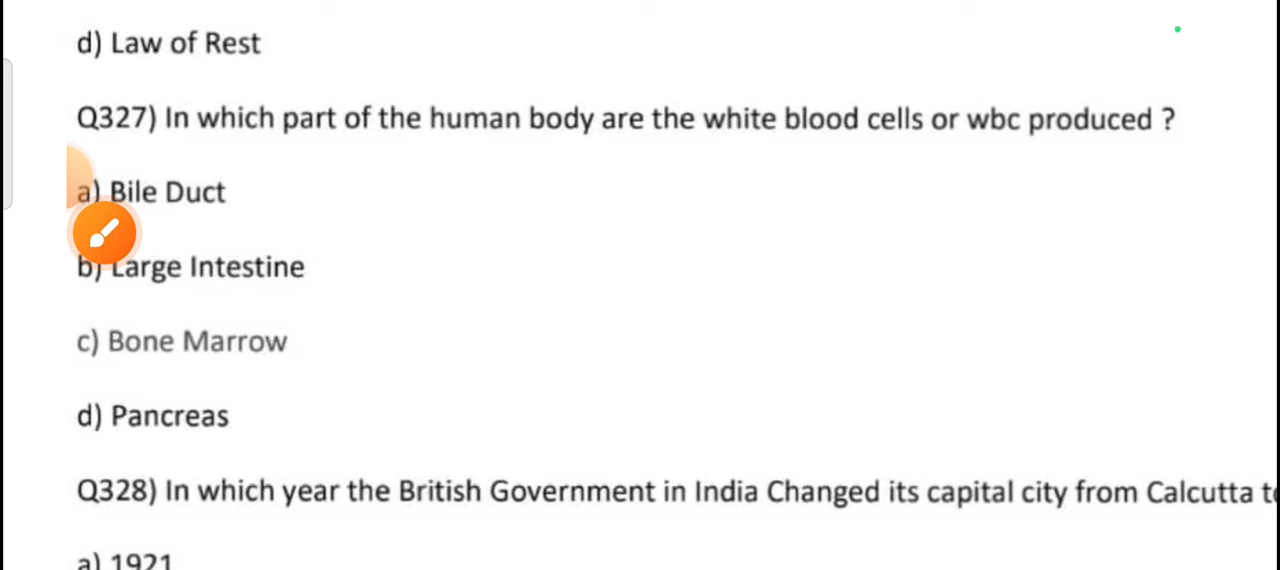 d) Law of Rest
Q327) In which part of the human body are the white blood cells or wbc produced ?
a) Bile Duct
b) Large Intestine
c) Bone Marrow
d) Pancreas
Q328) In which year the British Government in India Changed its capital city from Calcutta
a) 1921